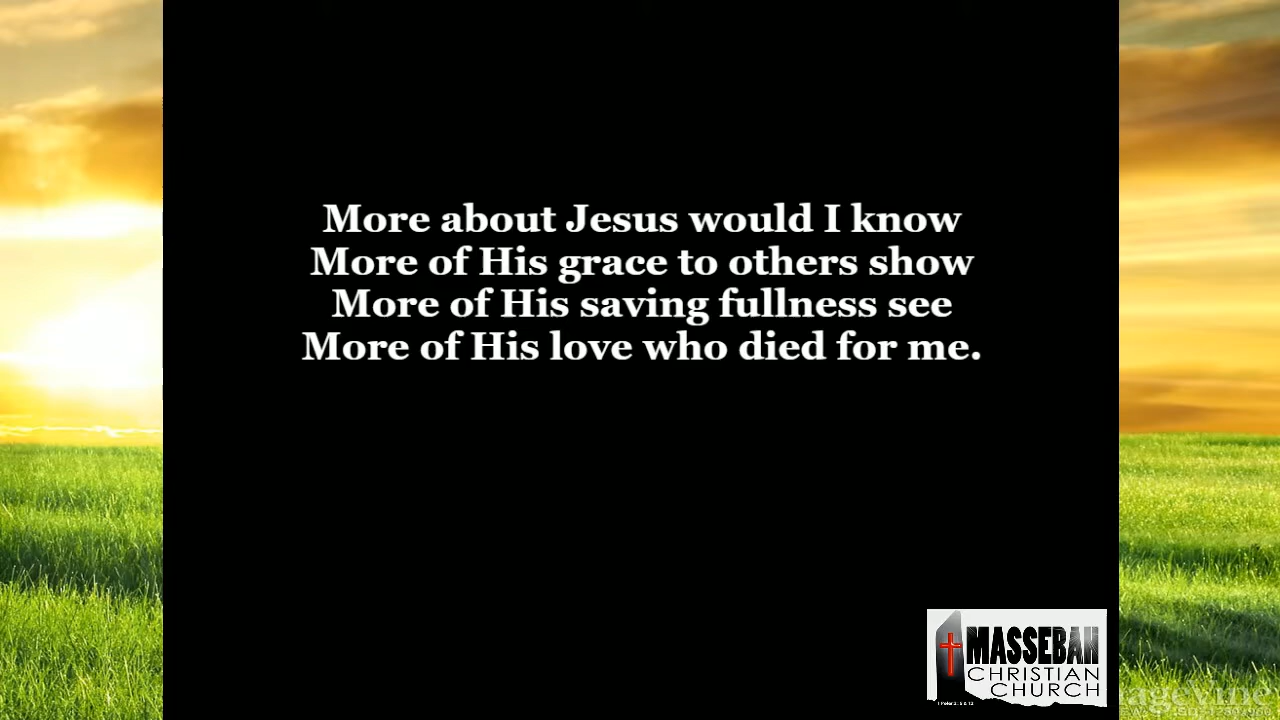 More about Jesus would I know
More of His grace to others show
More of His saving fullness see
More of His love who died for me.
MASSEBAH
CHRISTIAN
CHURCH